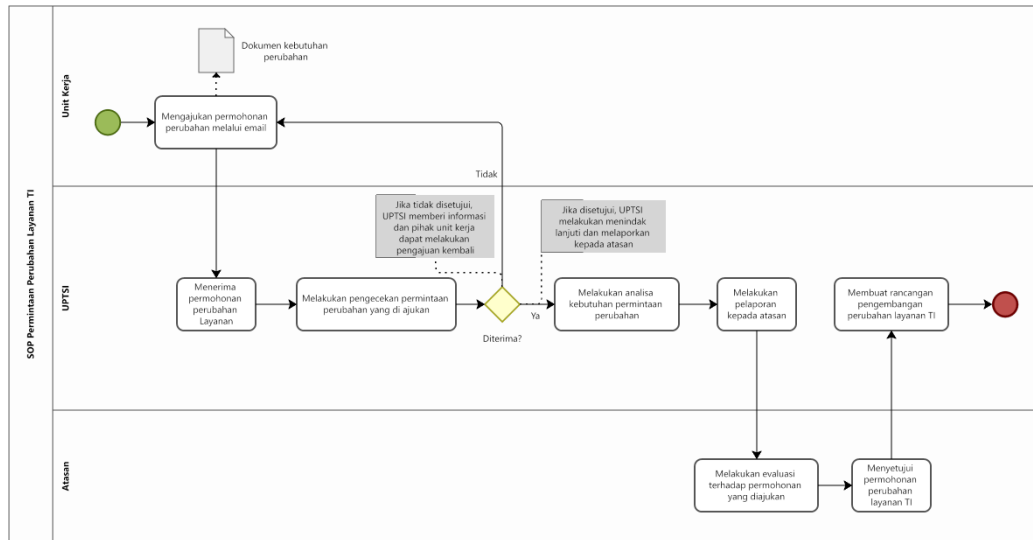 SOP Permintaan Perubahan Layanan TI
Unit Kerja
Dokumen kebutuhan
perubahan
Mengajukan permohonan
perubahan melalui email
Tidak
UPTSI
Jika tidak disetujui,
UPTSI memberi informasi
dan pihak unit kerja
dapat melakukan
pengajuan kembali
Jika disetujui, UPTSI
melakukan menindak
lanjuti dan melaporkan
kepada atasan
Menerima
permohonan
perubahan
Layanan
Melakukan pengecekan permintaan
perubahan yang di ajukan
Diterima?
Ya
Melakukan analisa
kebutuhan permintaan
perubahan
Melakukan
pelaporan
kepada atasan
Membuat rancangan
pengembangan
perubahan layanan TI
Atasan
Melakukan evaluasi
terhadap permohonan
yang diajukan
Menyetujui
permohonan
perubahan
layanan TI